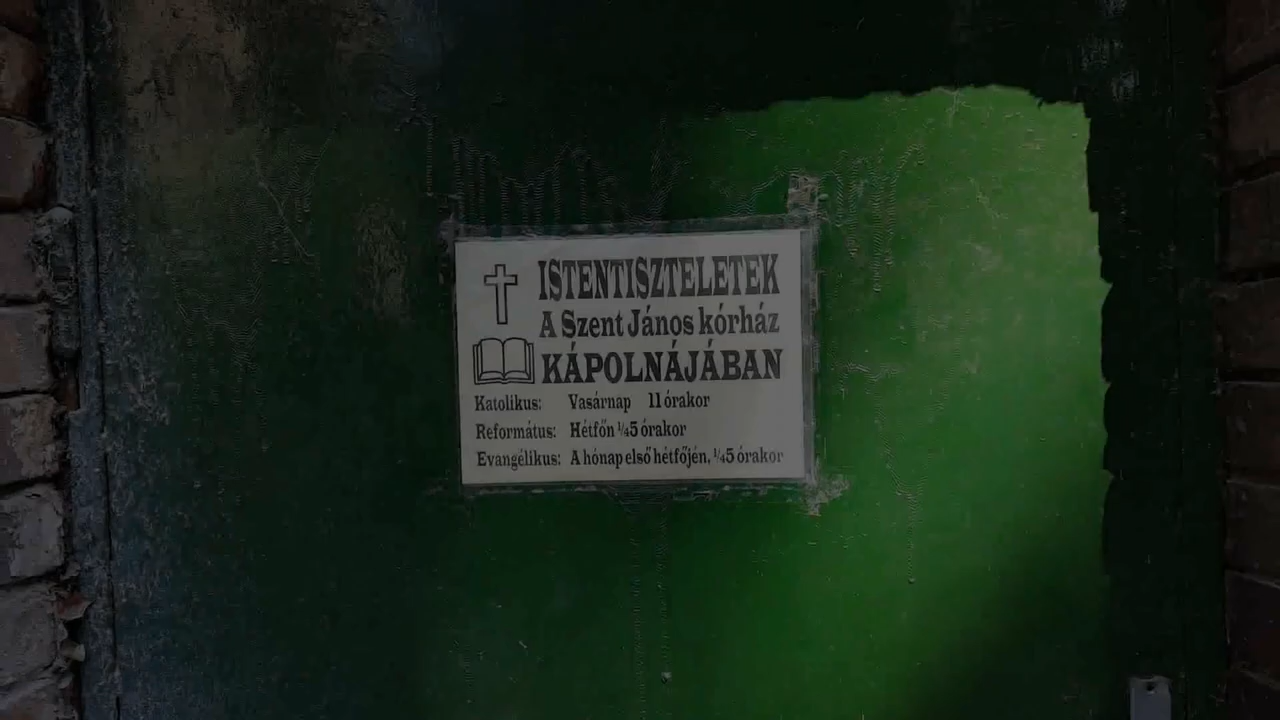 ISTENTISZTELETEK
A Szent János kórház
KÁPOLNÁJÁBAN
Katolikus: Vasárnap 11 órakor
Református: Hétfőn ¼5 órakor
Evangélikus: A hónap első hétfőjén, ¼5 órakor